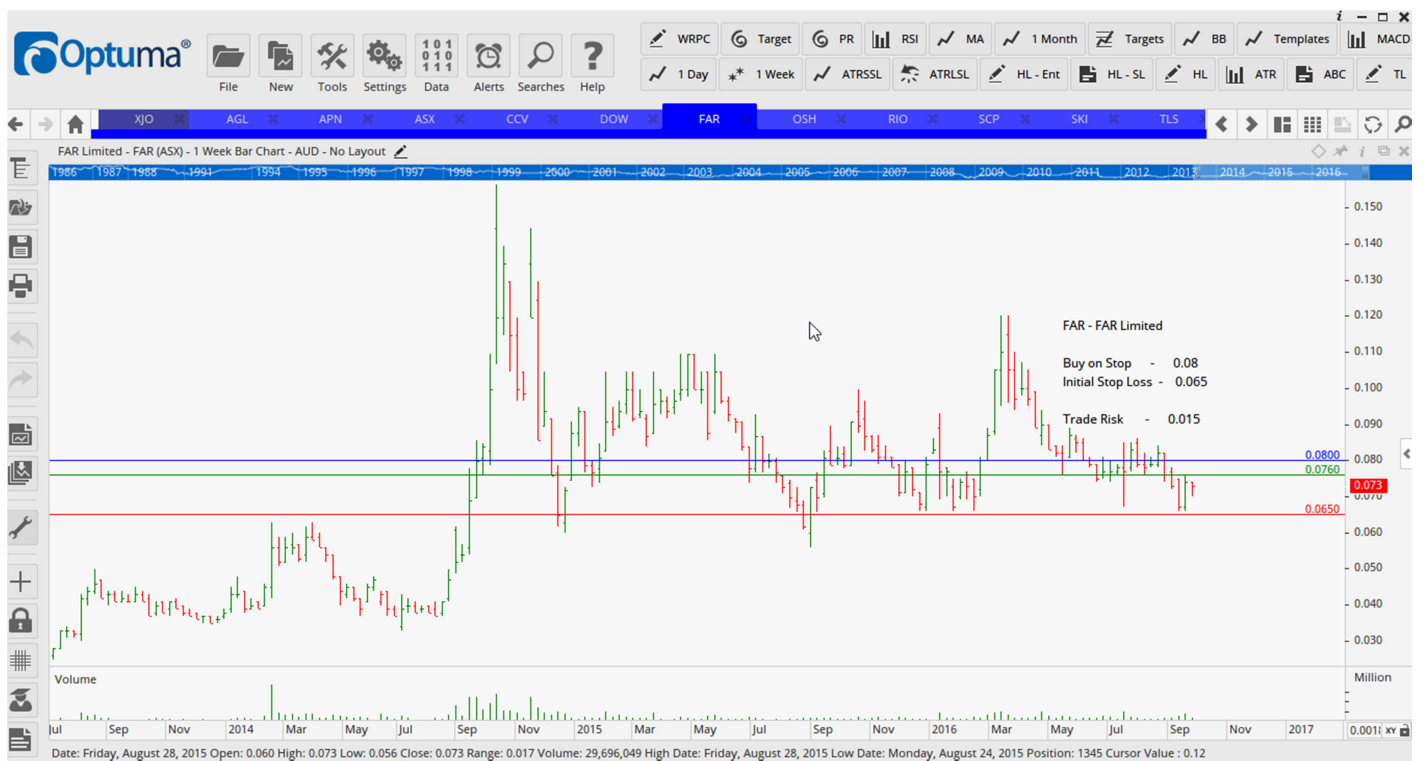 i
Optuma®
File New Tools Settings Data Alerts Searches Help
WRPC Target PR RSI MA 1 Month Targets BB Templates MACD
1 Day 1 Week ATRSSL ATRLSL HL - Ent HL - SL HL ATR ABC TL
XJO AGL APN ASX CCV DOW FAR OSH RIO SCP SKI TLS
FAR Limited - FAR (ASX) - 1 Week Bar Chart - AUD - No Layout
1986 1987 1988 1991 1994 1995 1996 1997 1998 1999 2000 2001 2002 2003 2004 2005 2006 2007 2008 2009 2010 2011 2012 2013 2014 2015 2016
0.150
0.140
0.130
0.120
FAR - FAR Limited
0.110
Buy on Stop - 0.08
Initial Stop Loss - 0.065
0.100
Trade Risk - 0.015
0.090
0.0800
0.080
0.0760
0.073
0.070
0.0650
0.060
0.050
0.040
0.030
Volume
Million
Jul Sep Nov 2014 Mar May Jul Sep Nov 2015 Mar May Jul Sep Nov 2016 Mar May Jul Sep Nov 2017
XY
Date: Friday, August 28, 2015 Open: 0.060 High: 0.073 Low: 0.056 Close: 0.073 Range: 0.017 Volume: 29,696,049 High Date: Friday, August 28, 2015 Low Date: Monday, August 24, 2015 Position: 1345 Cursor Value : 0.12